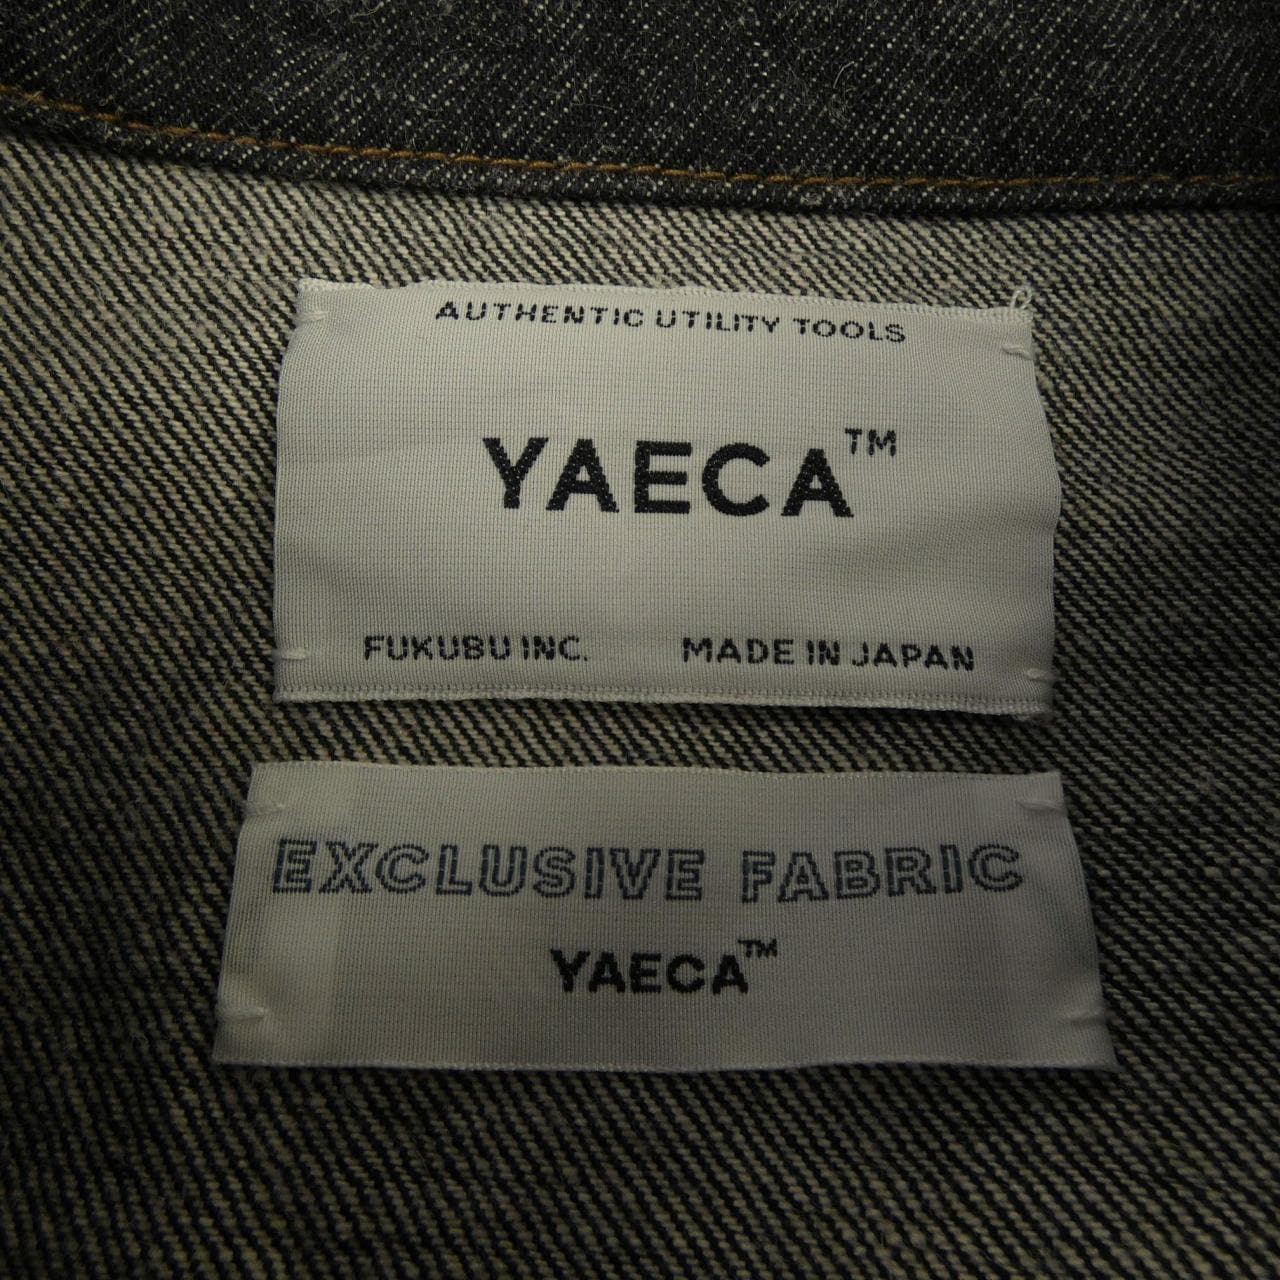 AUTHENTIC UTILITY TOOLS
YAECA™
FUKUBU INC. MADE IN JAPAN
EXCLUSIVE FABRIC
YAECA™